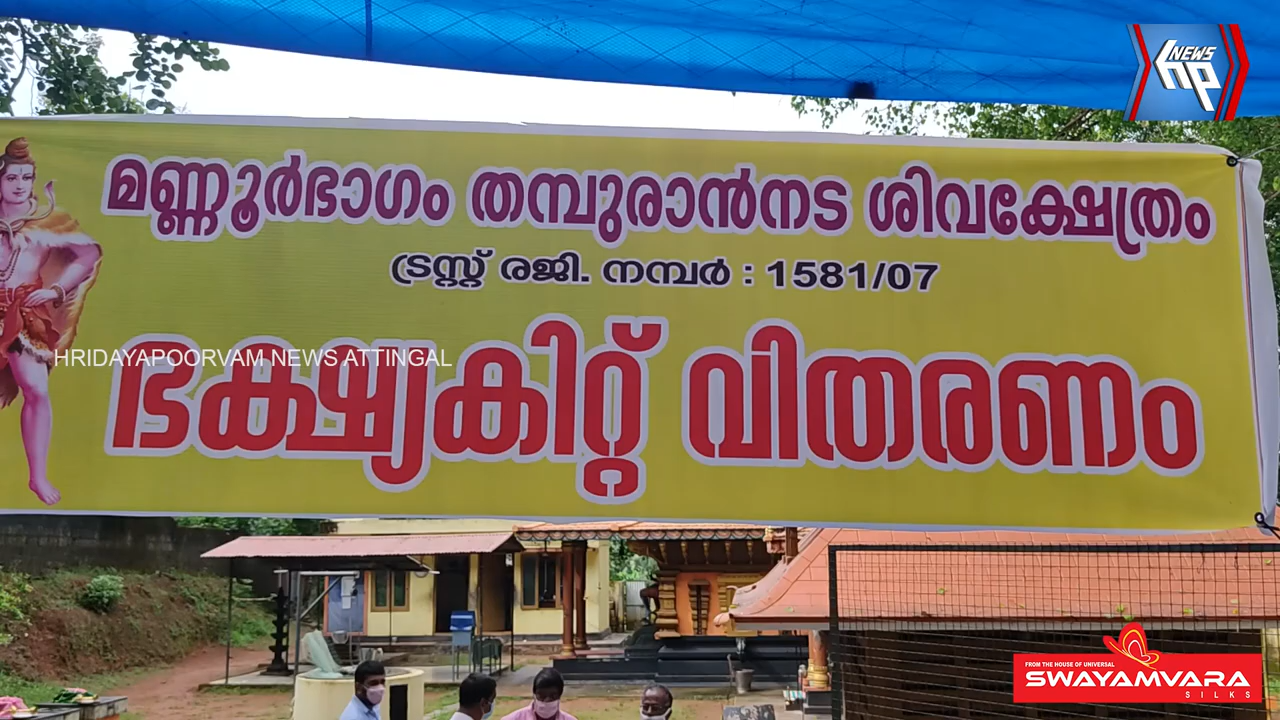 NEWS
hp
മണ്ണൂർഭാഗം തമ്പുരാൻനട ശിവക്ഷേത്രം
ട്രസ്റ്റ് രജി. നമ്പർ : 1581/07
HRIDAYAPOORVAM NEWS ATTINGAL
ഭക്ഷ്യകിറ്റ് വിതരണം
FROM THE HOUSE OF UNIVERSAL
SWAYAMVARA
SILKS